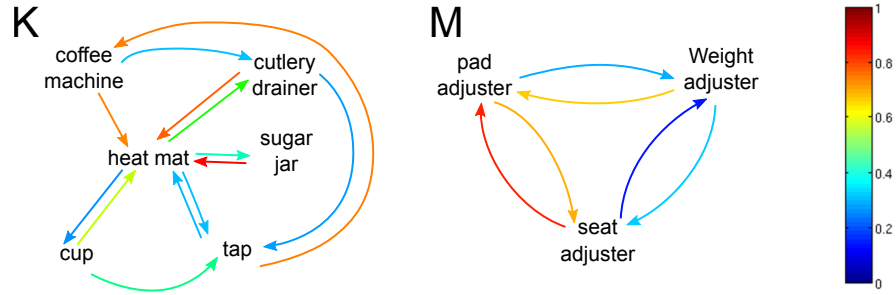 K
coffee
machine
cutlery
drainer
sugar
jar
heat mat
cup
tap
M
pad
adjuster
Weight
adjuster
seat
adjuster
1
0.8
0.6
0.4
0.2
0